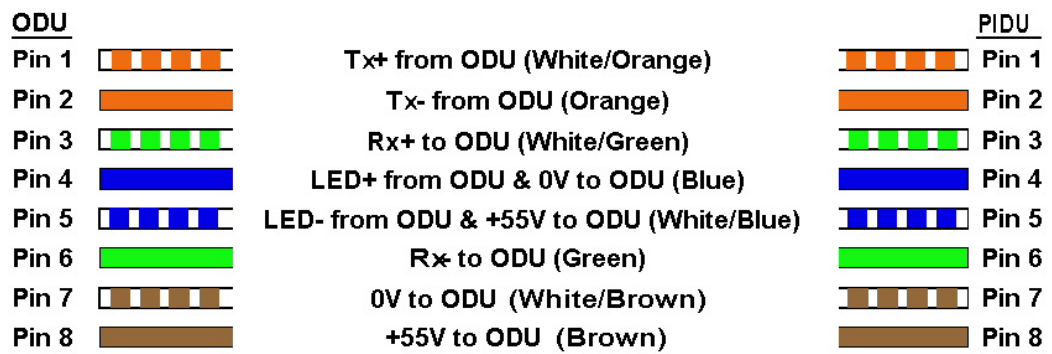 ODU PIDU
Pin 1 Tx+ from ODU (White/Orange) Pin 1
Pin 2 Tx- from ODU (Orange) Pin 2
Pin 3 Rx+ to ODU (White/Green) Pin 3
Pin 4 LED+ from ODU & 0V to ODU (Blue) Pin 4
Pin 5 LED- from ODU & +55V to ODU (White/Blue) Pin 5
Pin 6 Rx- to ODU (Green) Pin 6
Pin 7 0V to ODU (White/Brown) Pin 7
Pin 8 +55V to ODU (Brown) Pin 8